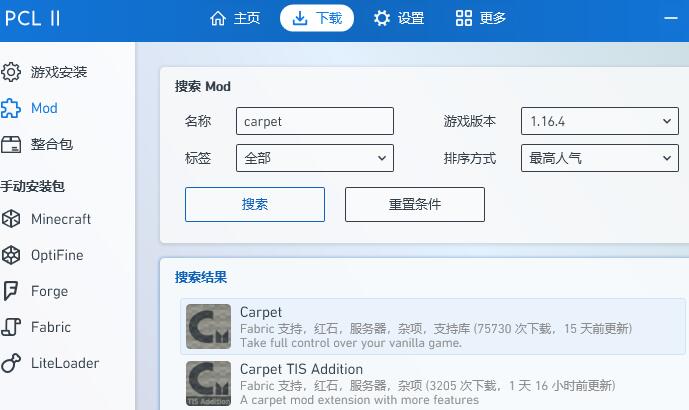 PCL II 主页 下载 设置 更多
游戏安装
Mod
整合包
手动安装包
Minecraft
OptiFine
Forge
Fabric
LiteLoader
搜索 Mod
名称 carpet 游戏版本 1.16.4
标签 全部 排序方式 最高人气
搜索 重置条件
搜索结果
Carpet
Fabric 支持，红石，服务器，杂项，支持库 (75730 次下载，15 天前更新)
Take full control over your vanilla game.
CM
Carpet TIS Addition
Fabric 支持，红石，服务器，杂项 (3205 次下载，1 天 16 小时前更新)
A carpet mod extension with more features
CM
TIS Addition